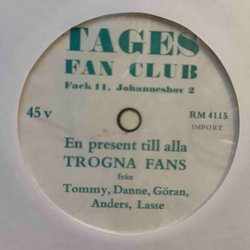 TAGES
FAN CLUB
Fack 11, Johanneshov 2
45 v
RM 4115
IMPORT
En present till alla
TROGNA FANS
från
Tommy, Danne, Göran,
Anders, Lasse